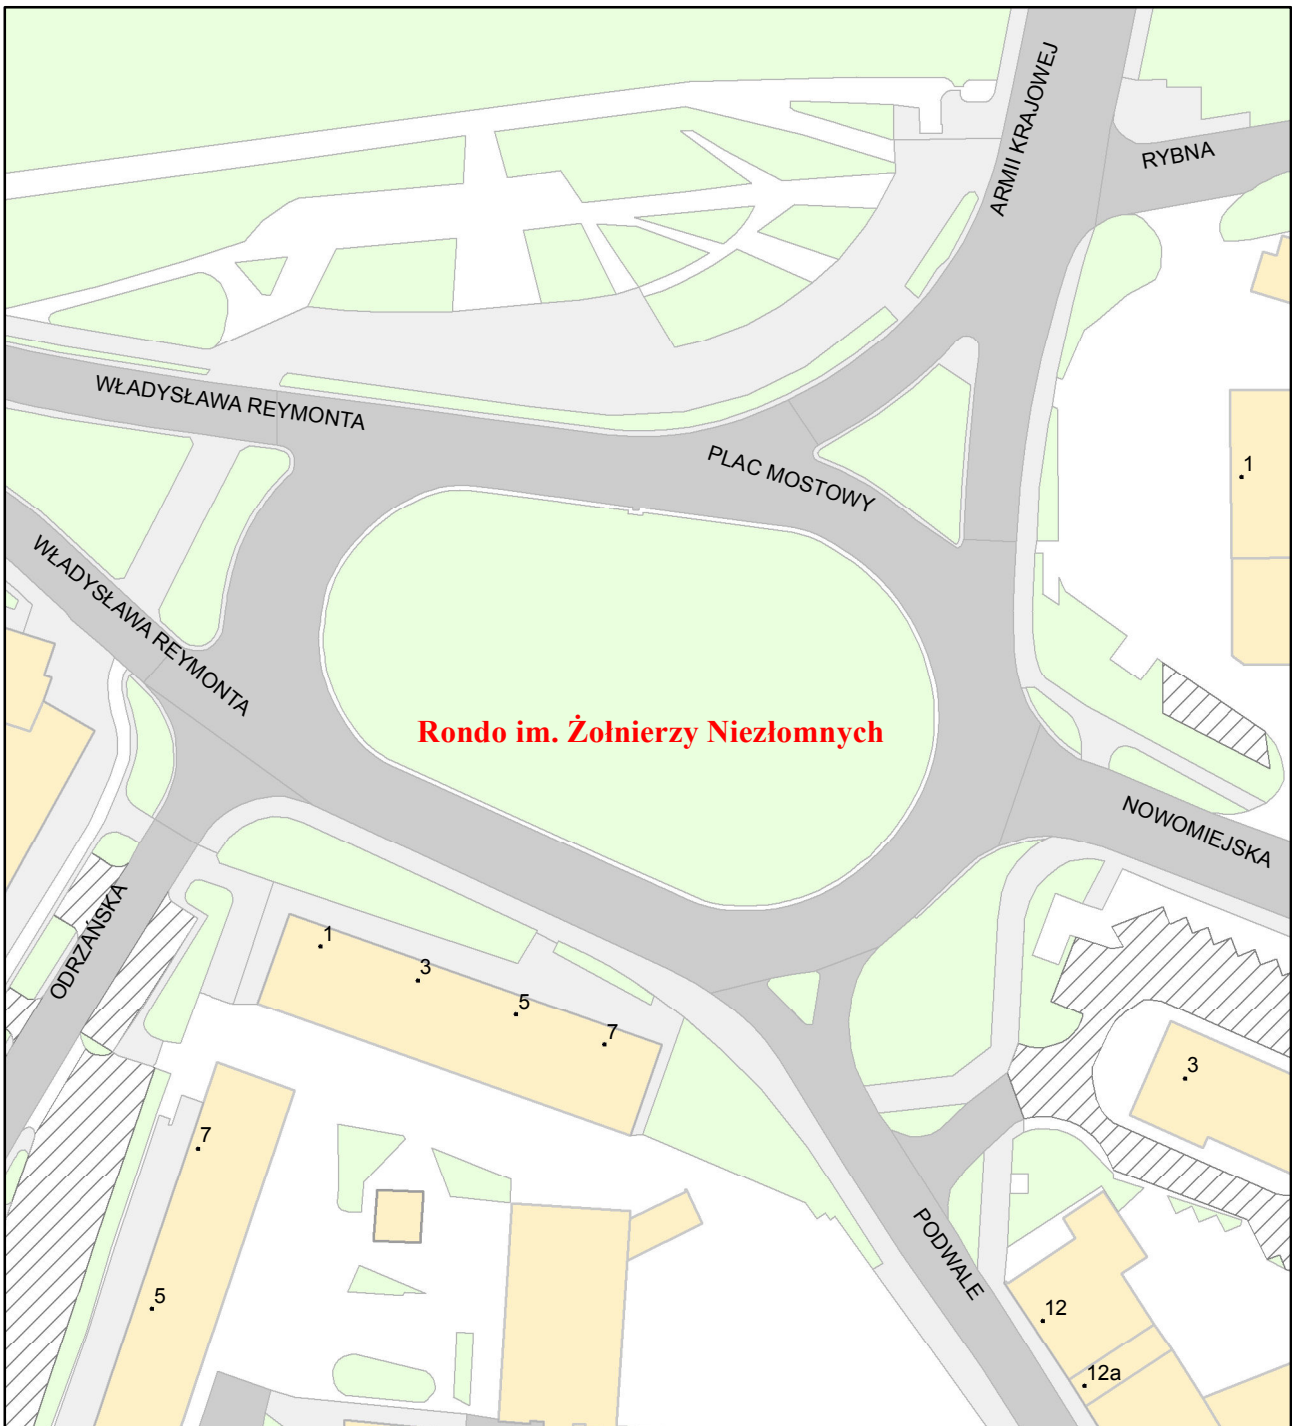 ARMII KRAJOWEJ
RYBNA
WŁADYSŁAWA REYMONTA
PLAC MOSTOWY
1
WŁADYSŁAWA REYMONTA
Rondo im. Żołnierzy Niezłomnych
NOWOMIEJSKA
ODRZAŃSKA
1
3
5
7
3
7
PODWALE
5
12
12a